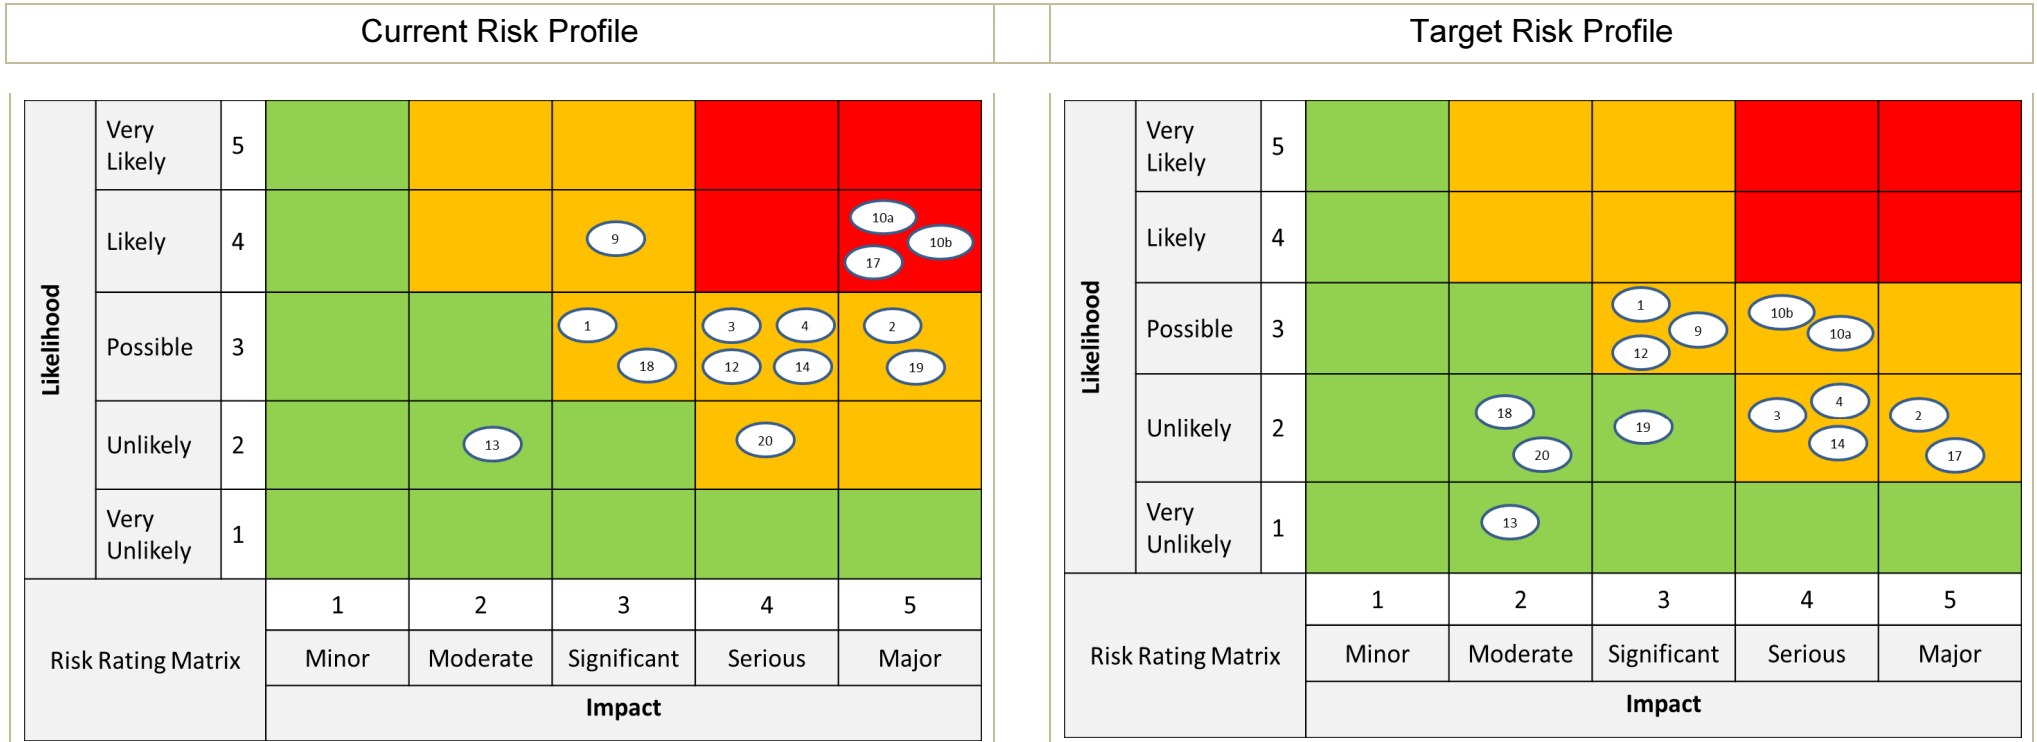 Current Risk Profile
Target Risk Profile
Likelihood
Very
Likely
5
Likely
4
9
10a
10b
17
Possible
3
1
18
3
4
12
14
2
19
Unlikely
2
13
20
Very
Unlikely
1
Risk Rating Matrix
1
2
3
4
5
Minor
Moderate
Significant
Serious
Major
Impact
Likelihood
Very
Likely
5
Likely
4
Possible
3
1
9
12
10b
10a
Unlikely
2
18
20
19
3
4
14
2
17
Very
Unlikely
1
13
Risk Rating Matrix
1
2
3
4
5
Minor
Moderate
Significant
Serious
Major
Impact